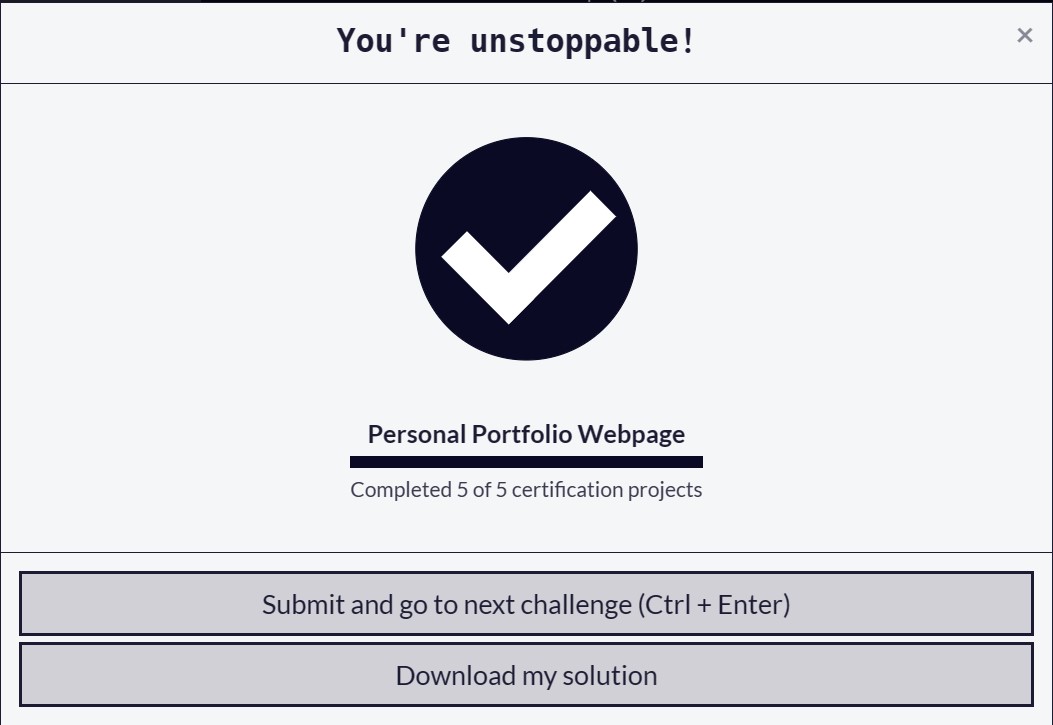 You're unstoppable!
×
Personal Portfolio Webpage
Completed 5 of 5 certification projects
Submit and go to next challenge (Ctrl + Enter)
Download my solution